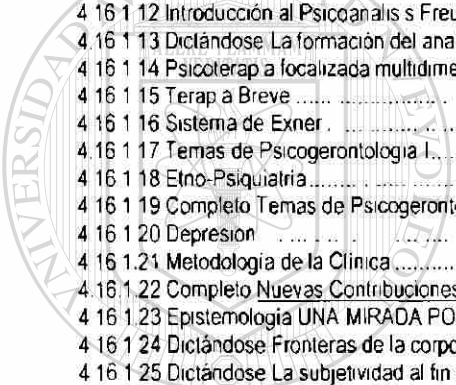 4 16 1 12 Introducción al Psicoanalis s Freu
4.16 1 13 Dictándose La formación del ana
4 16 1 14 Psicoterap a focalizada multidime
4 16 1 15 Terap a Breve
4 16 1 16 Sistema de Exner .
4.16 1 17 Temas de Psicogerontologia I.....
4 16 1 18 Etno-Psiquiatria
4 16 1 19 Completo Temas de Psicogeront
4 16 1 20 Depresion
4 16 1.21 Metodologia de la Clinica
4.16 1.22 Completo Nuevas Contribuciones
4 16 1.23 Epistemologia UNA MIRADA PO
4 16 1 24 Dictándose Fronteras de la corpo
4 16 1 25 Dictándose La subjetividad al fin